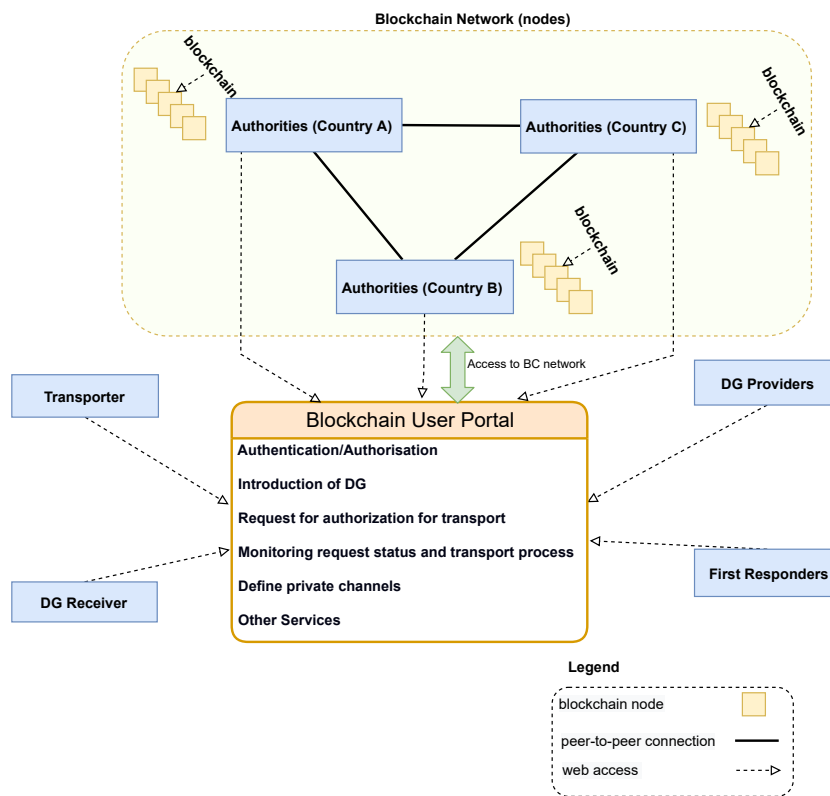 Blockchain Network (nodes)
blockchain
blockchain
Authorities (Country A)
Authorities (Country C)
blockchain
Authorities (Country B)
Access to BC network
Transporter
DG Providers
Blockchain User Portal
Authentication/Authorisation
Introduction of DG
Request for authorization for transport
Monitoring request status and transport process
Define private channels
Other Services
DG Receiver
First Responders
Legend
blockchain node
peer-to-peer connection
web access